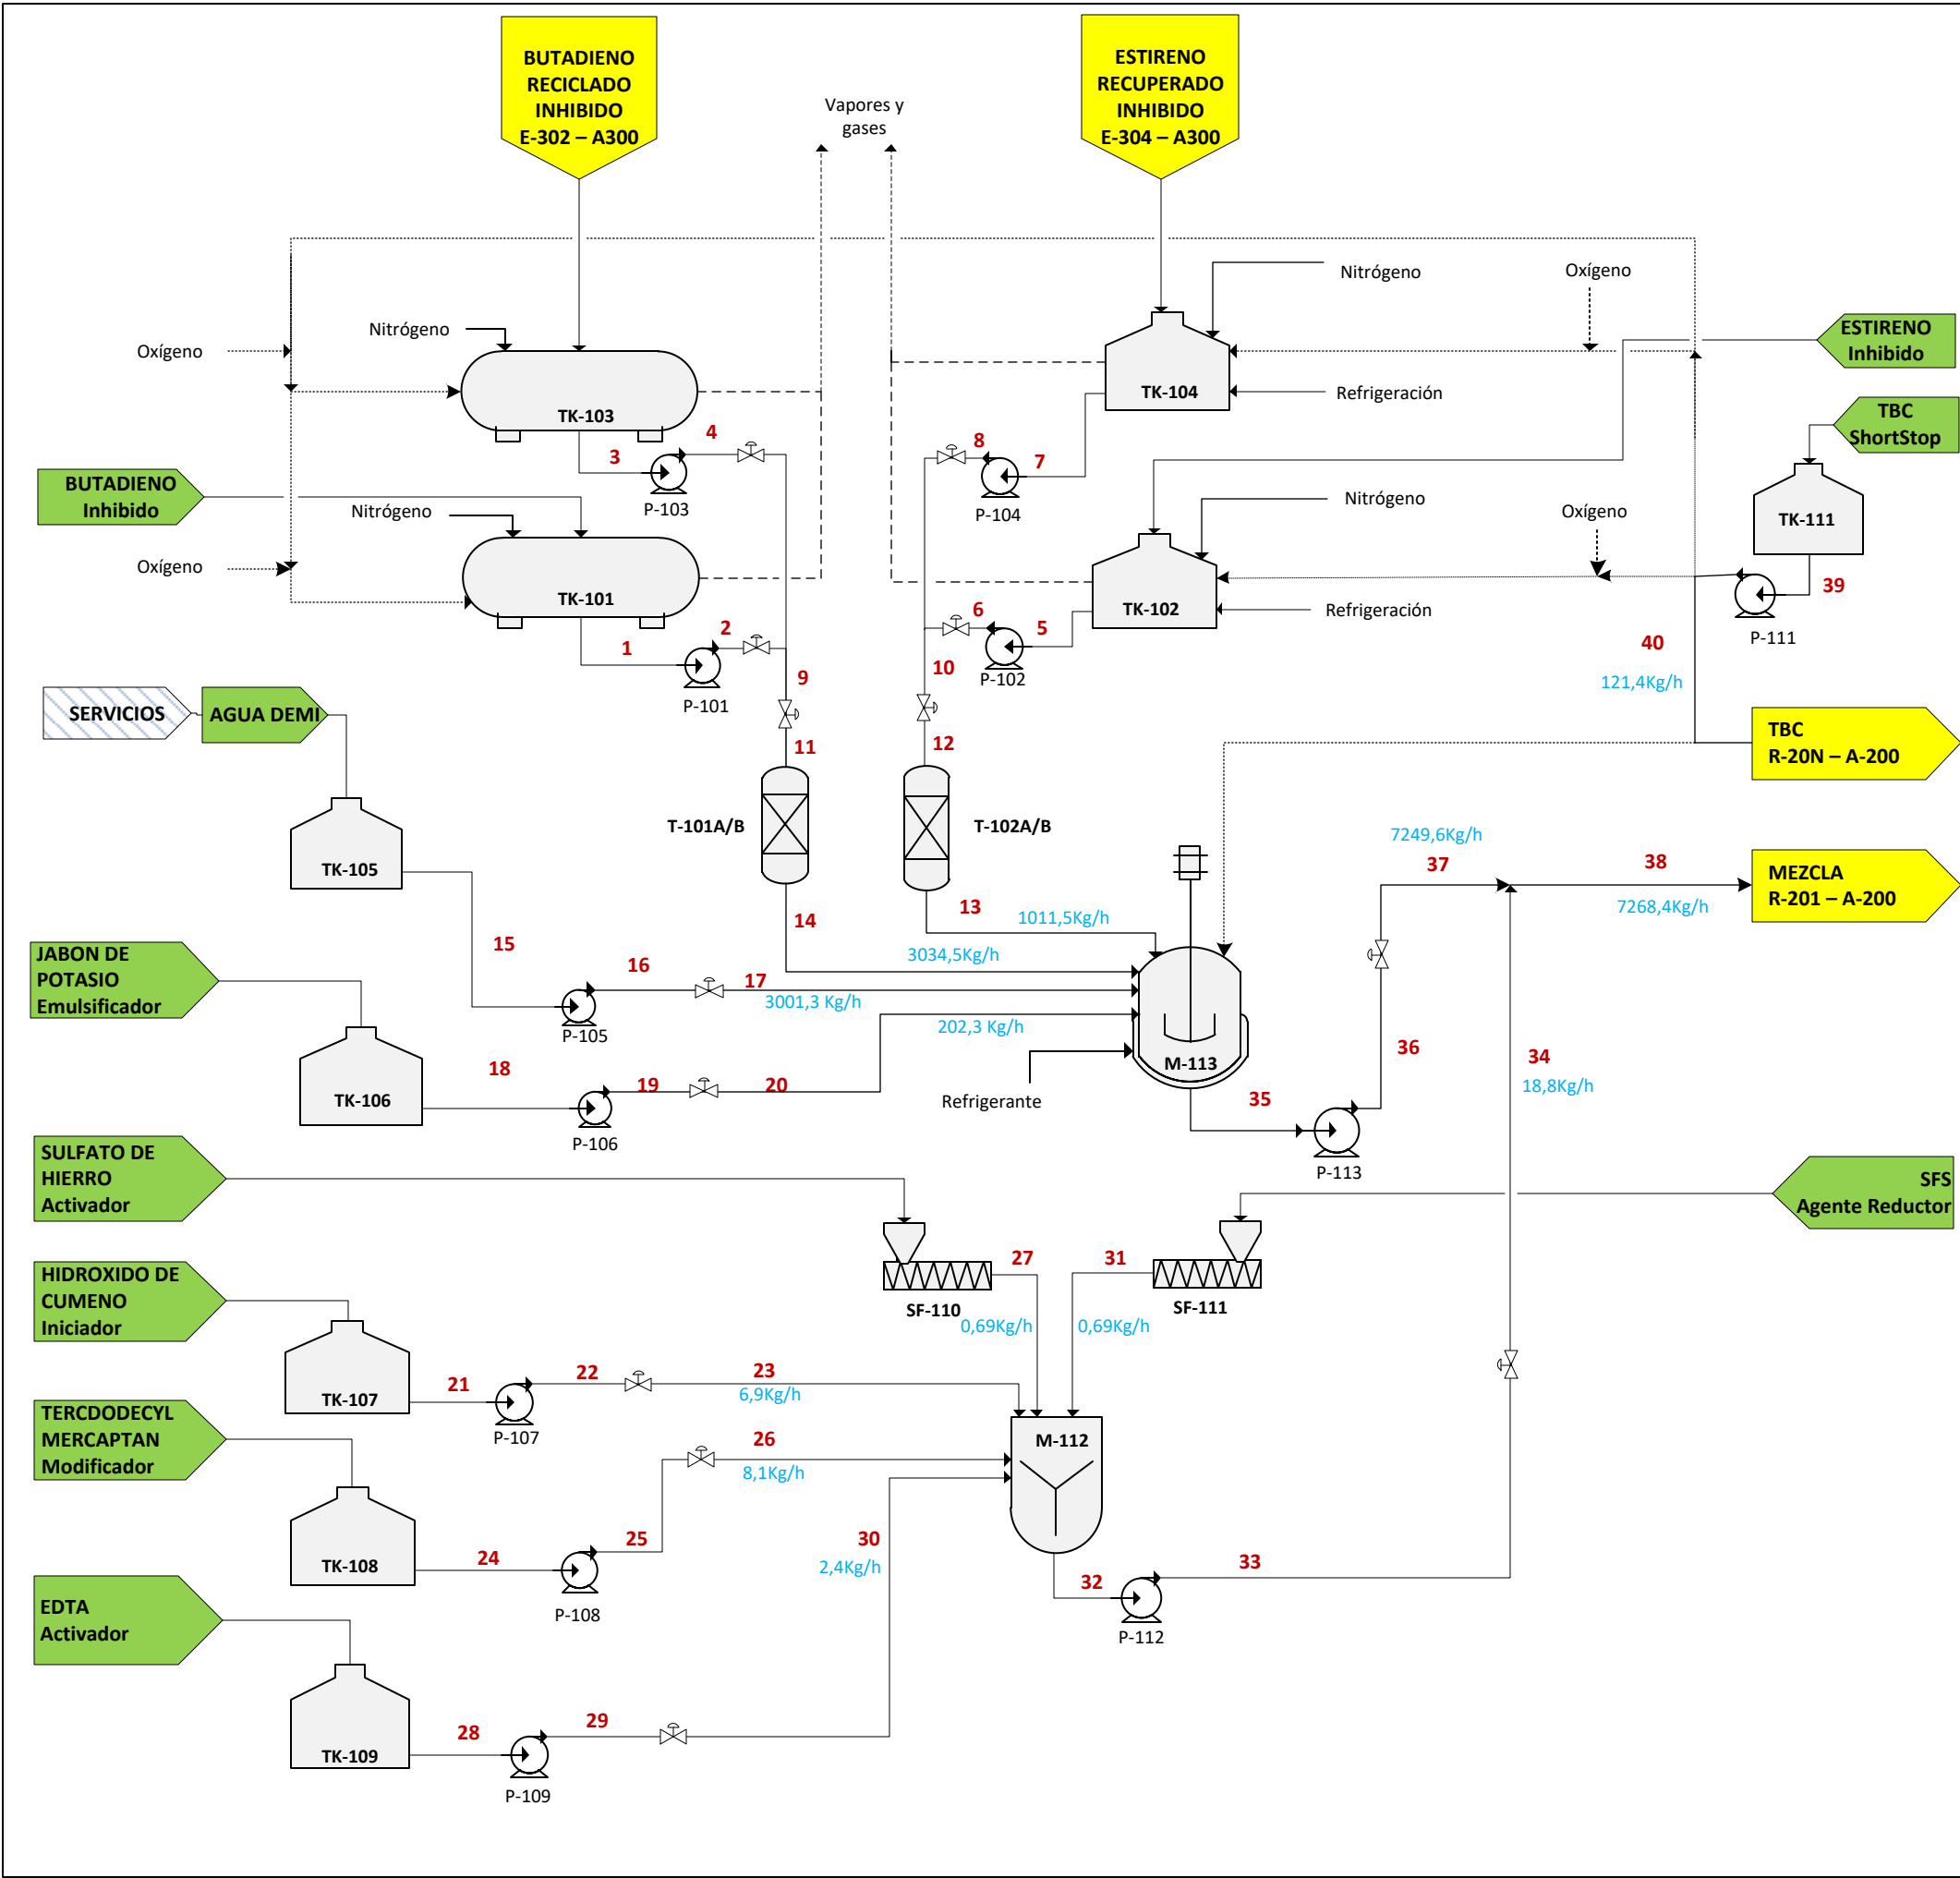 BUTADIENO
RECICLADO
INHIBIDO
E-302 – A300
ESTIRENO
RECUPERADO
INHIBIDO
E-304 – A300
Vapores y
gases
Nitrógeno
Oxígeno
Nitrógeno
Oxígeno
ESTIRENO
Inhibido
TK-103
TK-104
Refrigeración
TBC
ShortStop
3
4
P-103
8
7
P-104
BUTADIENO
Inhibido
Nitrógeno
Nitrógeno
Oxígeno
TK-111
Oxígeno
TK-101
TK-102
Refrigeración
39
P-111
1
2
P-101
6
5
P-102
9
10
40
121,4Kg/h
SERVICIOS
AGUA DEMI
11
12
TBC
R-20N – A-200
T-101A/B
T-102A/B
TK-105
7249,6Kg/h
37
38
7268,4Kg/h
MEZCLA
R-201 – A-200
14
13
1011,5Kg/h
3034,5Kg/h
15
16
17
3001,3 Kg/h
P-105
JABON DE
POTASIO
Emulsificador
202,3 Kg/h
M-113
36
34
18,8Kg/h
18
19
20
TK-106
P-106
Refrigerante
35
P-113
SULFATO DE
HIERRO
Activador
SFS
Agente Reductor
27
31
SF-110
SF-111
0,69Kg/h
0,69Kg/h
HIDROXIDO DE
CUMENO
Iniciador
TK-107
21
22
23
6,9Kg/h
P-107
TERCDODECYL
MERCAPTAN
Modificador
26
8,1Kg/h
M-112
TK-108
24
25
P-108
30
2,4Kg/h
32
33
P-112
EDTA
Activador
TK-109
28
29
P-109